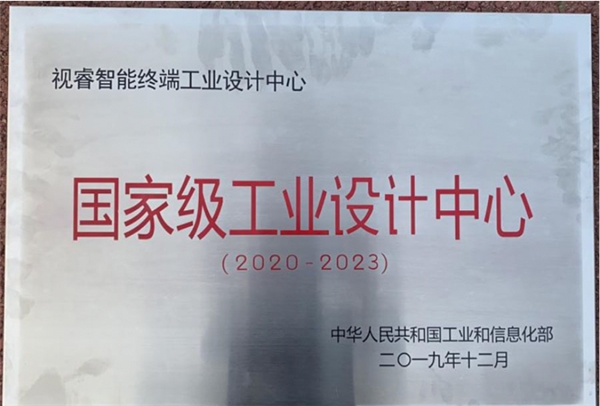 视睿智能终端工业设计中心
国家级工业设计中心
(2020-2023)
中华人民共和国工业和信息化部
二〇一九年十二月